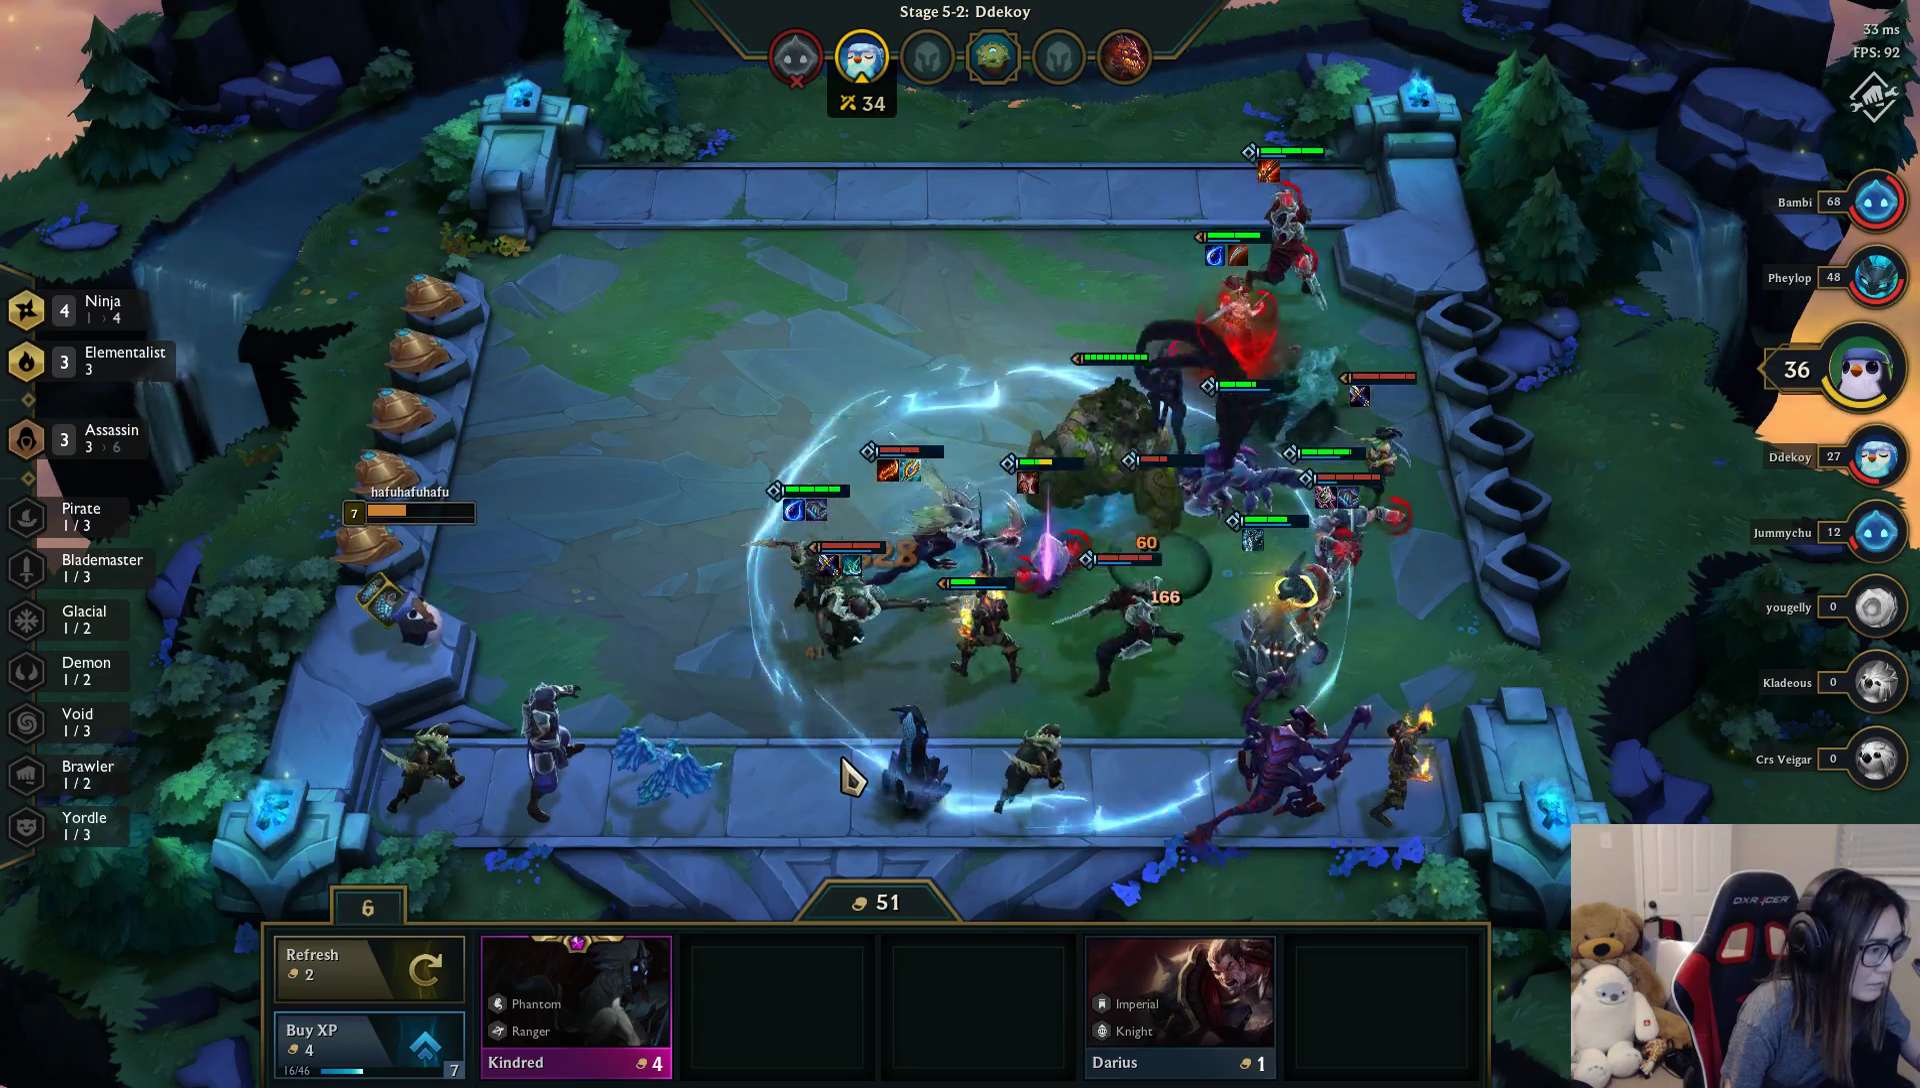 Stage 5-2: Ddekoy
33 ms
FPS: 92
34
Bambi 68
Pheylop 48
36
Ddekoy 27
Jummychu 12
yougelly 0
Kladeous 0
Crs Veigar 0
4 Ninja
1 › 4
3 Elementalist
3
3 Assassin
3 › 6
Pirate
1 / 3
Blademaster
1 / 3
Glacial
1 / 2
Demon
1 / 2
Void
1 / 3
Brawler
1 / 2
Yordle
1 / 3
hafuhafuhafu
7
28
60
166
41
6
51
Refresh
2
Buy XP
4
16/46
7
Phantom
Ranger
Kindred 4
Imperial
Knight
Darius 1
DXRACER